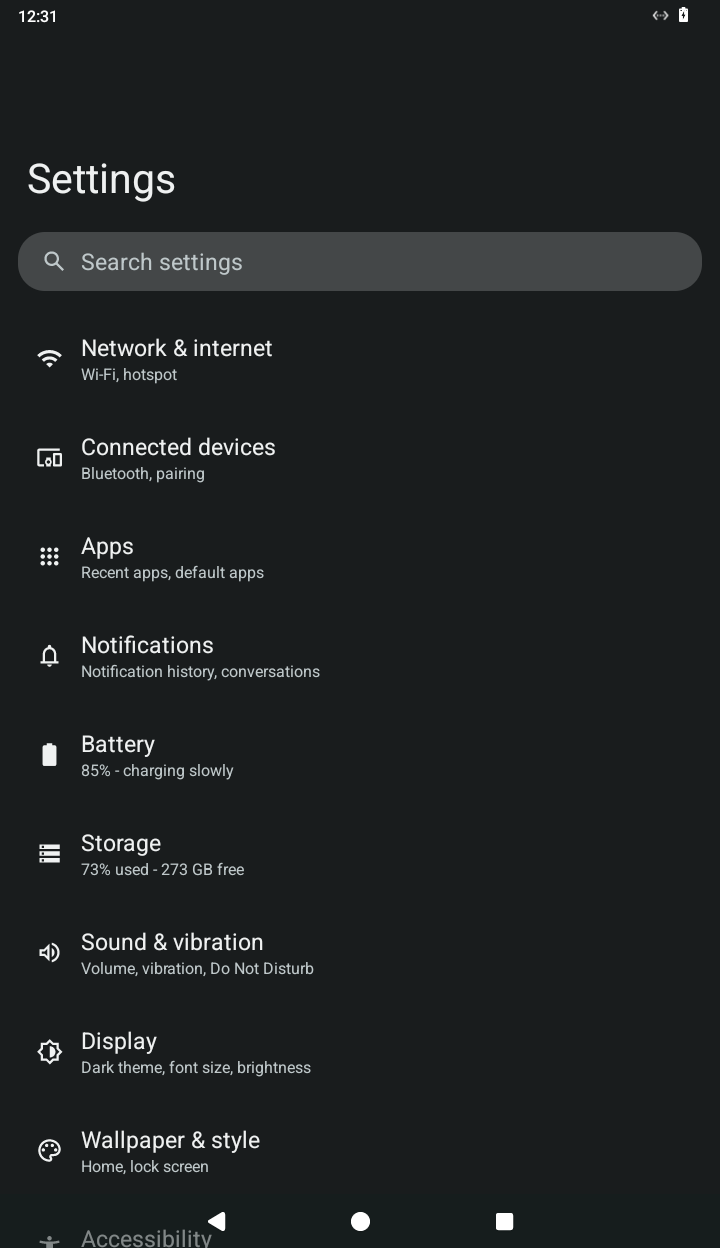 12:31
Settings
Search settings
Network & internet
Wi-Fi, hotspot
Connected devices
Bluetooth, pairing
Apps
Recent apps, default apps
Notifications
Notification history, conversations
Battery
85% - charging slowly
Storage
73% used - 273 GB free
Sound & vibration
Volume, vibration, Do Not Disturb
Display
Dark theme, font size, brightness
Wallpaper & style
Home, lock screen
Accessibility